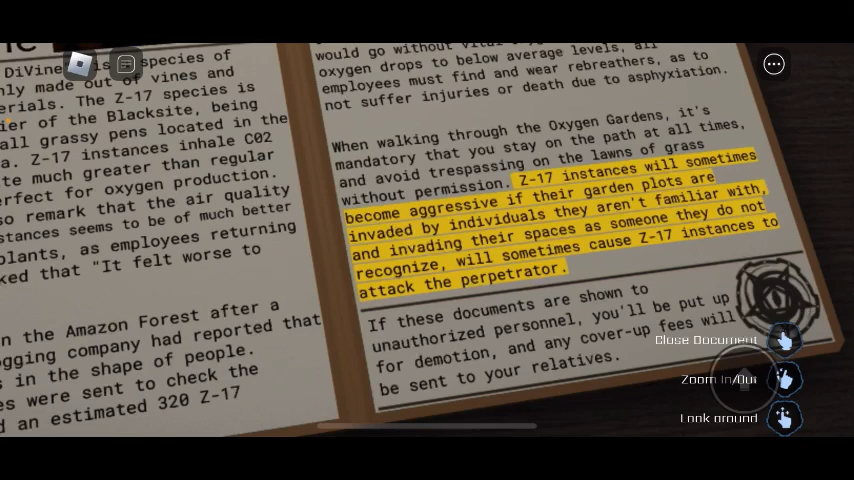 DiVine
species of
nly made out of vines and
erials. The Z-17 species is
ier of the Blacksite, being
all grassy pens located in the
a. Z-17 instances inhale C02
te much greater than regular
erfect for oxygen production.
so remark that the air quality
stances seems to be of much better
plants, as employees returning
ked that "It felt worse to
n the Amazon Forest after a
ogging company had reported that
s in the shape of people.
es were sent to check the
d an estimated 320 Z-17
would go without vital
oxygen drops to below average levels, all
employees must find and wear rebreathers, as to
not suffer injuries or death due to asphyxiation.
When walking through the Oxygen Gardens, it's
mandatory that you stay on the path at all times,
and avoid trespassing on the lawns of grass
without permission. Z-17 instances will sometimes
become aggressive if their garden plots are
invaded by individuals they aren't familiar with,
and invading their spaces as someone they do not
recognize, will sometimes cause Z-17 instances to
attack the perpetrator.
If these documents are shown to
unauthorized personnel, you'll be put up
for demotion, and any cover-up fees will
be sent to your relatives.
Close Document
Zoom In/Out
Look around